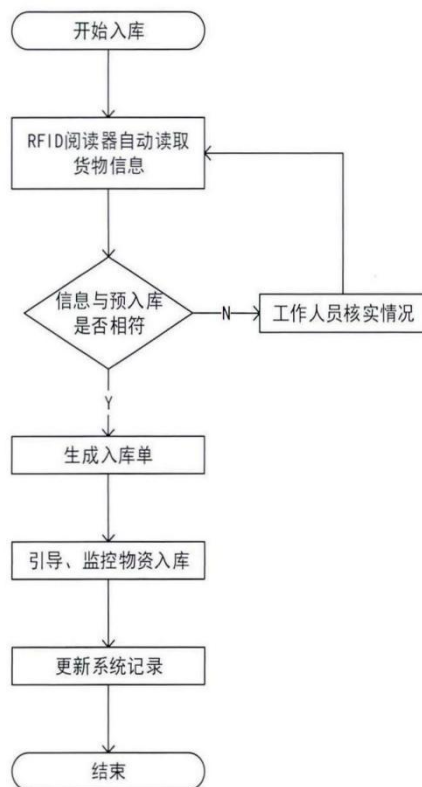 开始入库
RFID阅读器自动读取
货物信息
信息与预入库
是否相符
N
工作人员核实情况
Y
生成入库单
引导、监控物资入库
更新系统记录
结束